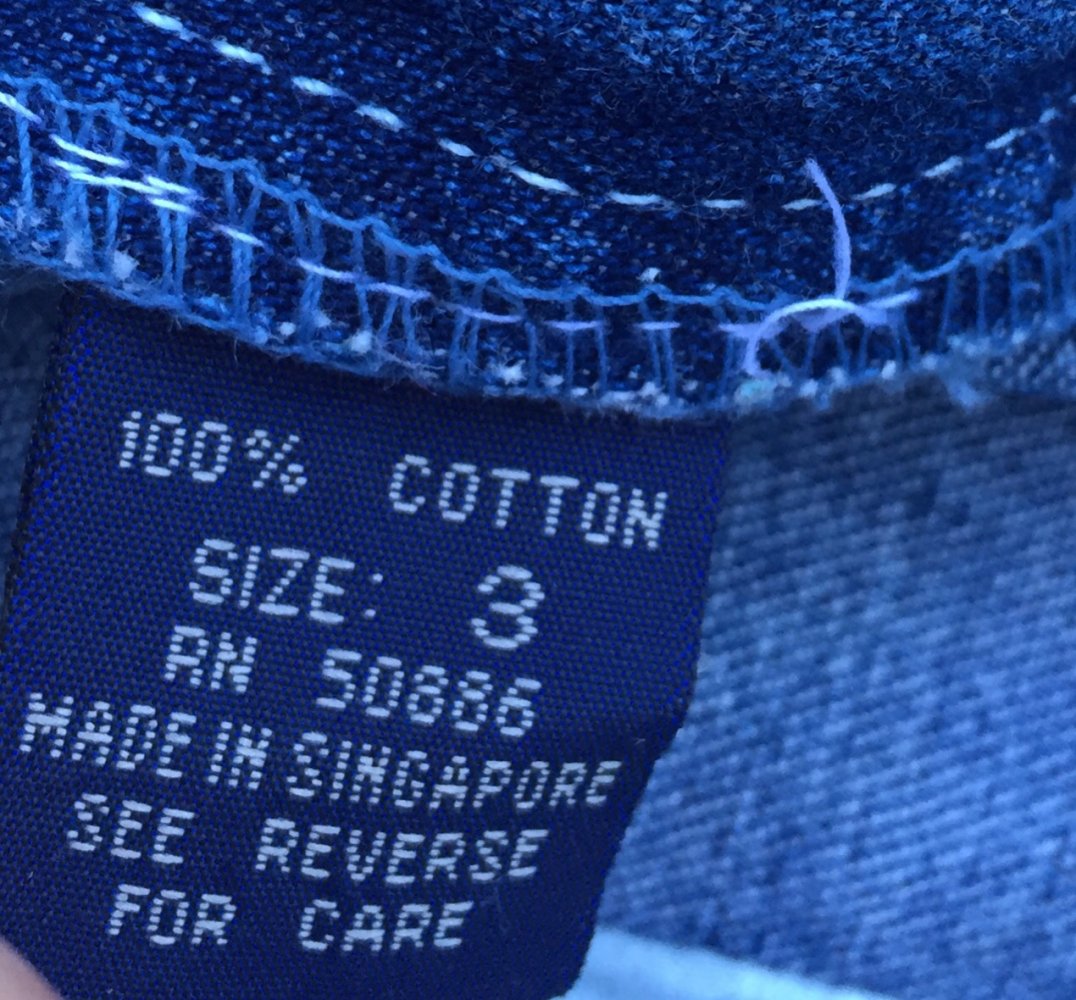 100% COTTON
SIZE: 3
RN 50886
MADE IN SINGAPORE
SEE REVERSE
FOR CARE